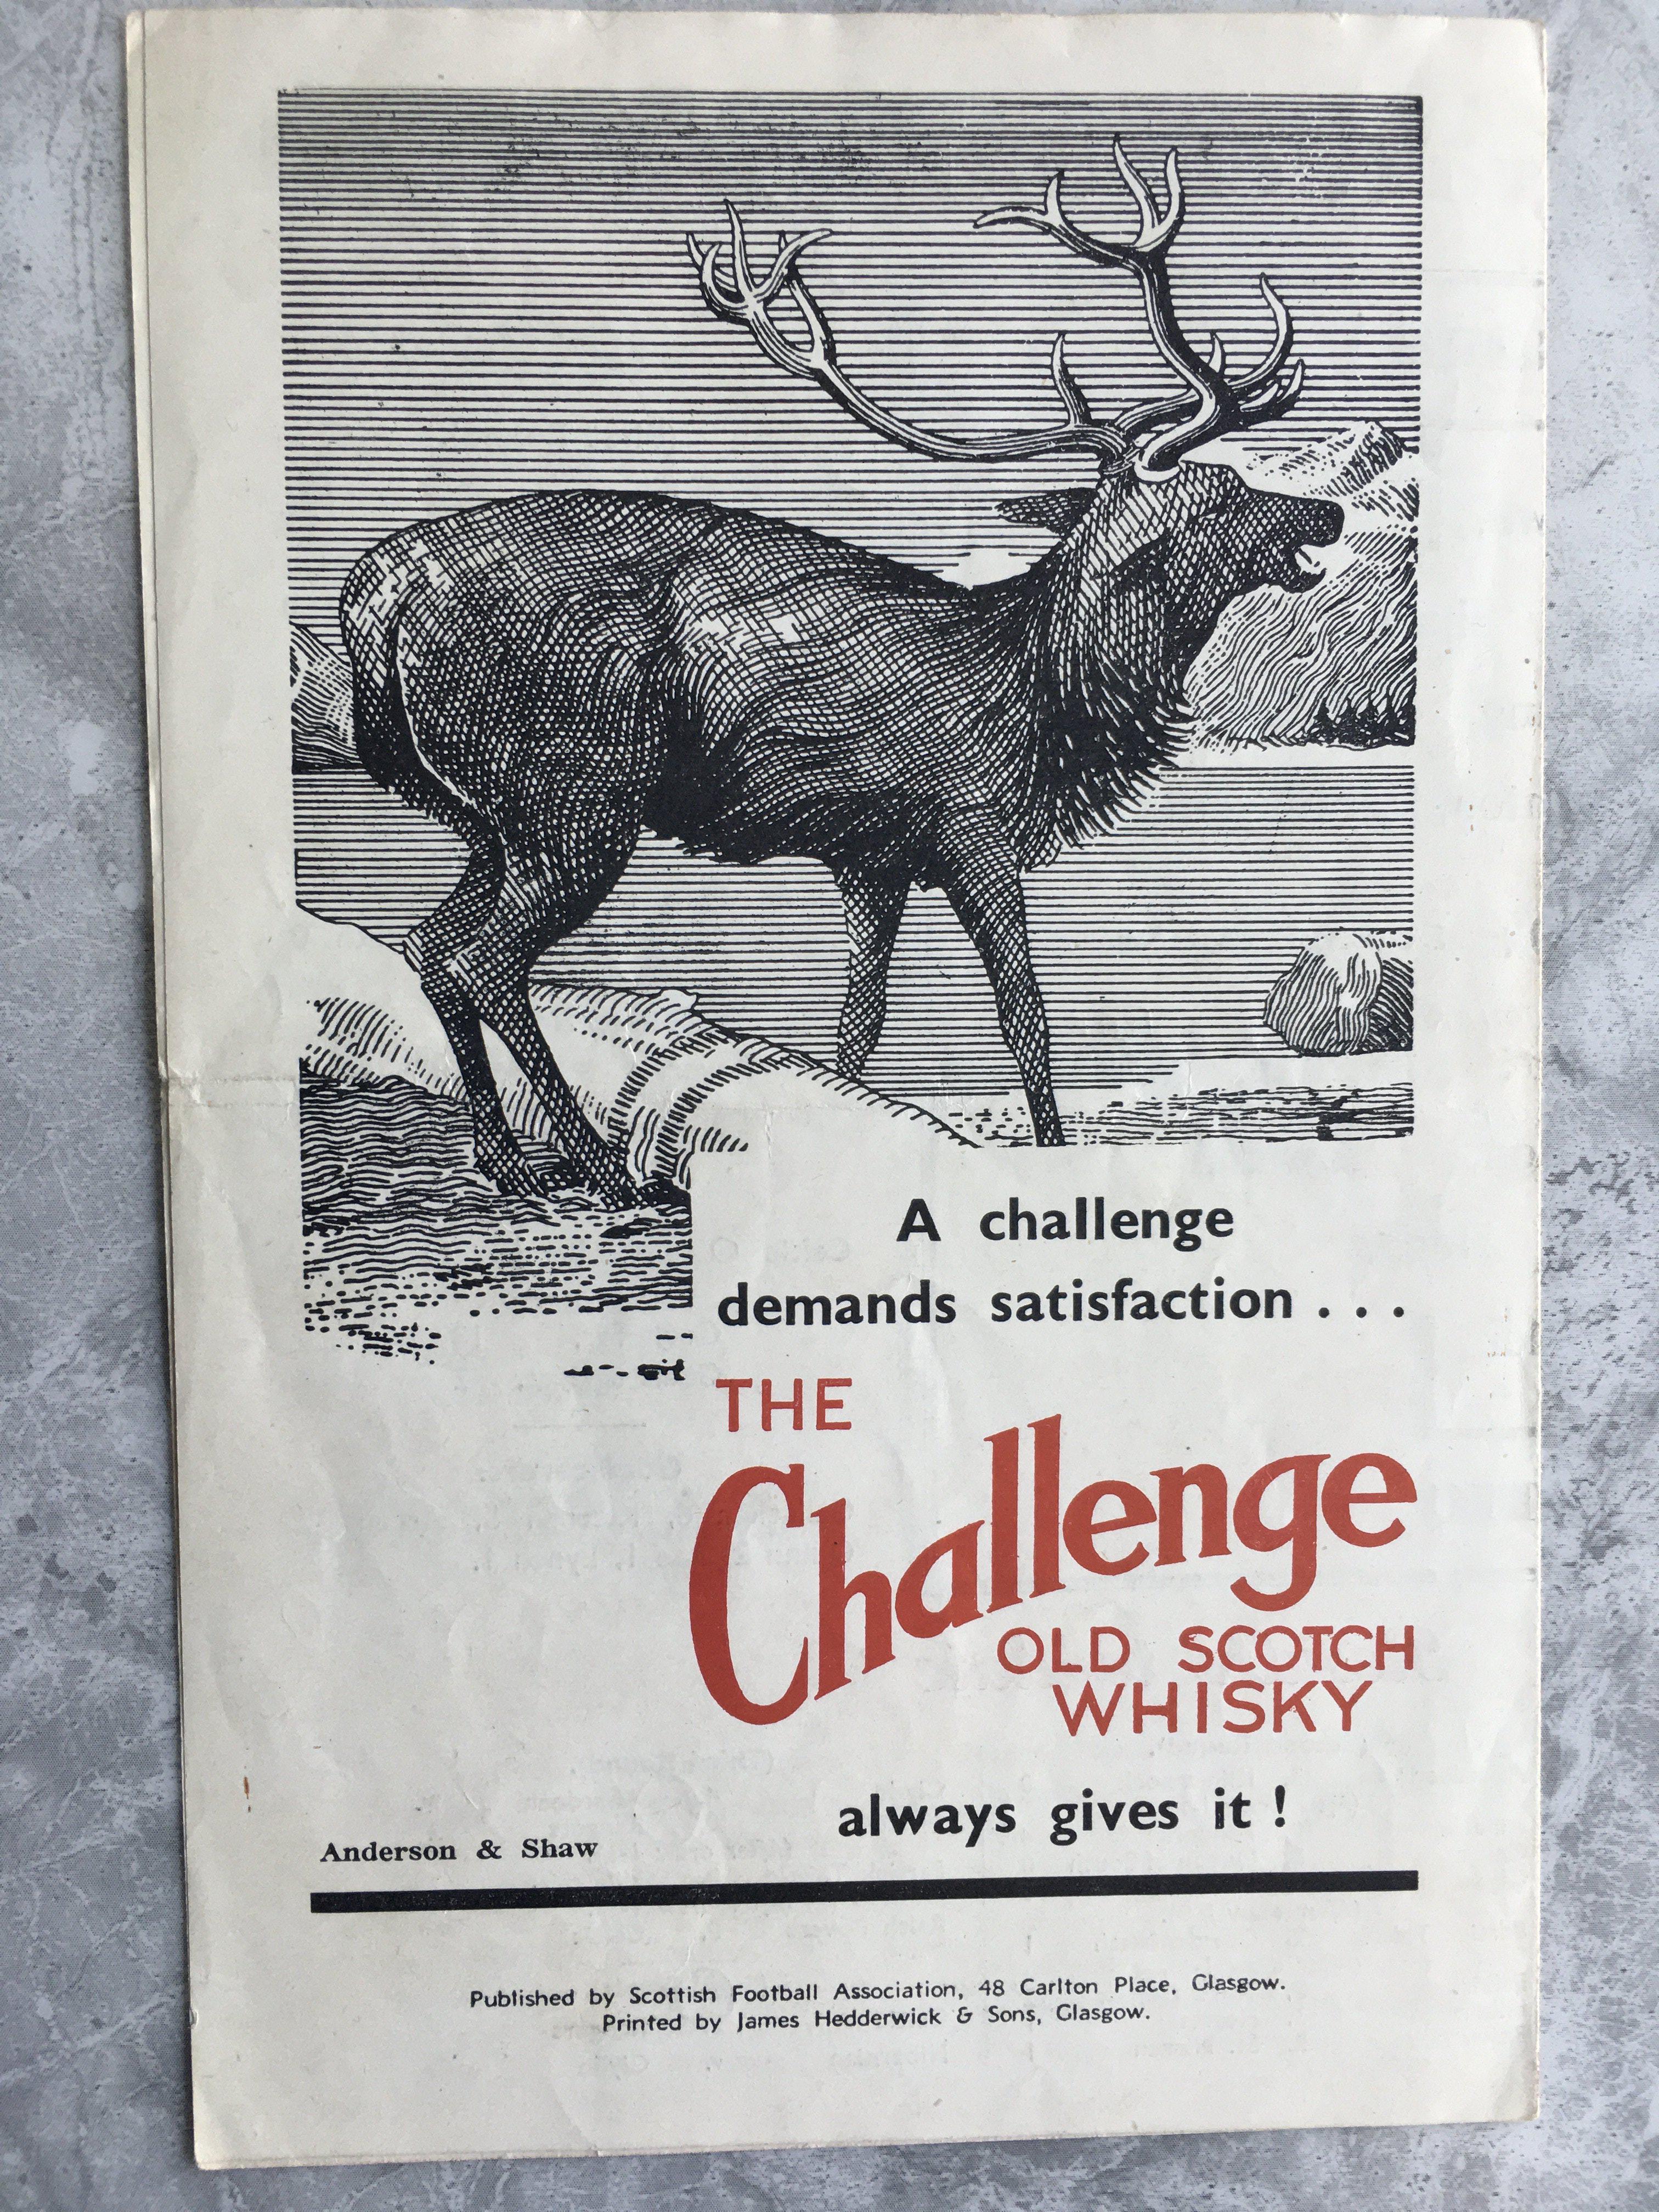 A challenge
demands satisfaction . . .
THE
Challenge
OLD SCOTCH
WHISKY
always gives it !
Anderson & Shaw
Published by Scottish Football Association, 48 Carlton Place, Glasgow.
Printed by James Hedderwick & Sons, Glasgow.